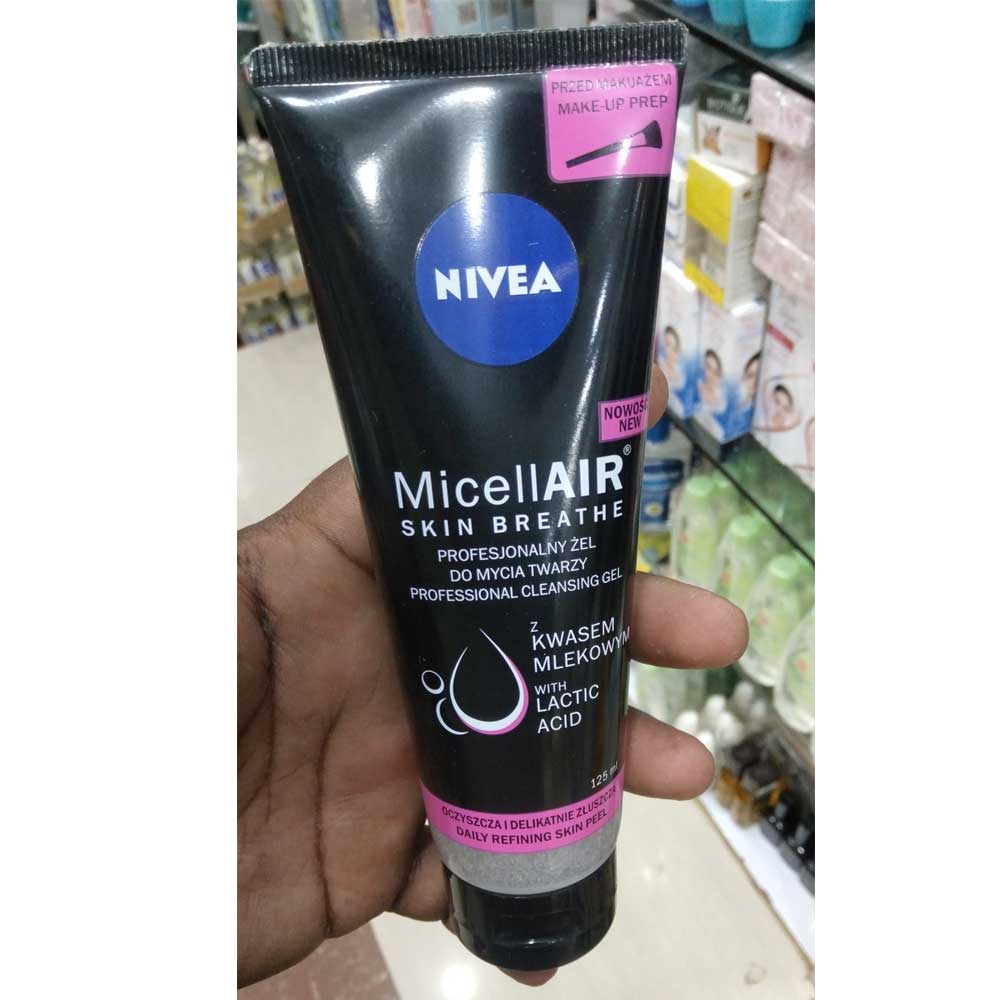 PRZED MAKIJAŻEM
MAKE-UP PREP
NIVEA
NOWOŚĆ
NEW
MicellAIR®
SKIN BREATHE
PROFESJONALNY ŻEL
DO MYCIA TWARZY
PROFESSIONAL CLEANSING GEL
Z
KWASEM
MLEKOWYM
WITH
LACTIC
ACID
125 ml
OCZYSZCZA I DELIKATNIE ZŁUSZCZA
DAILY REFINING SKIN PEEL